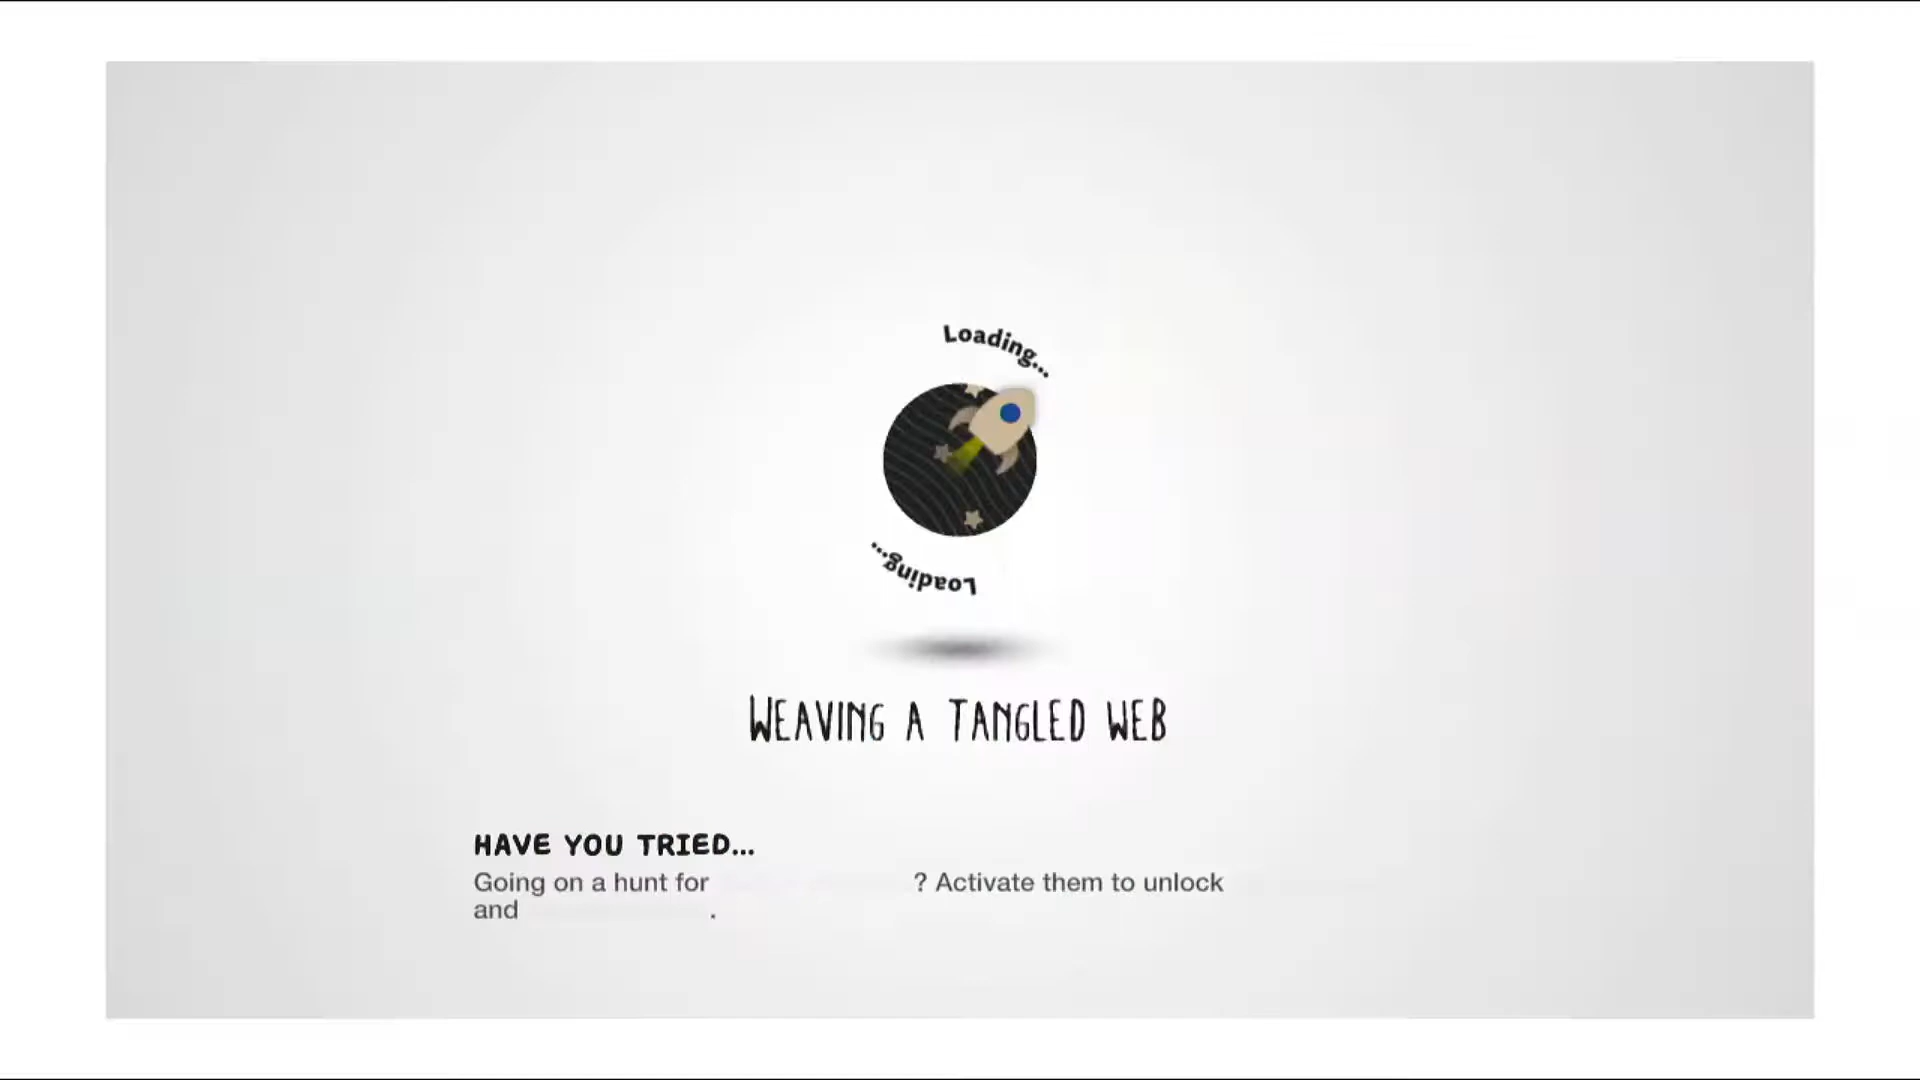 Loading...
Loading...
WEAVING A TANGLED WEB
HAVE YOU TRIED...
Going on a hunt for ? Activate them to unlock
and .